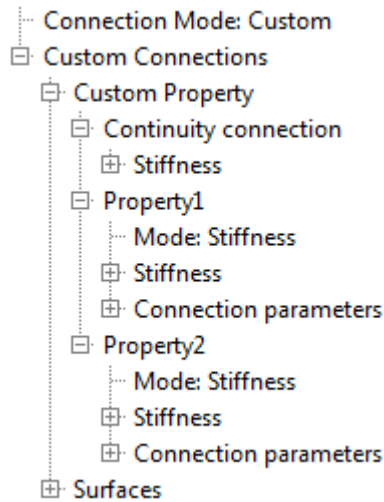 Connection Mode: Custom
Custom Connections
Custom Property
Continuity connection
Stiffness
Property1
Mode: Stiffness
Stiffness
Connection parameters
Property2
Mode: Stiffness
Stiffness
Connection parameters
Surfaces